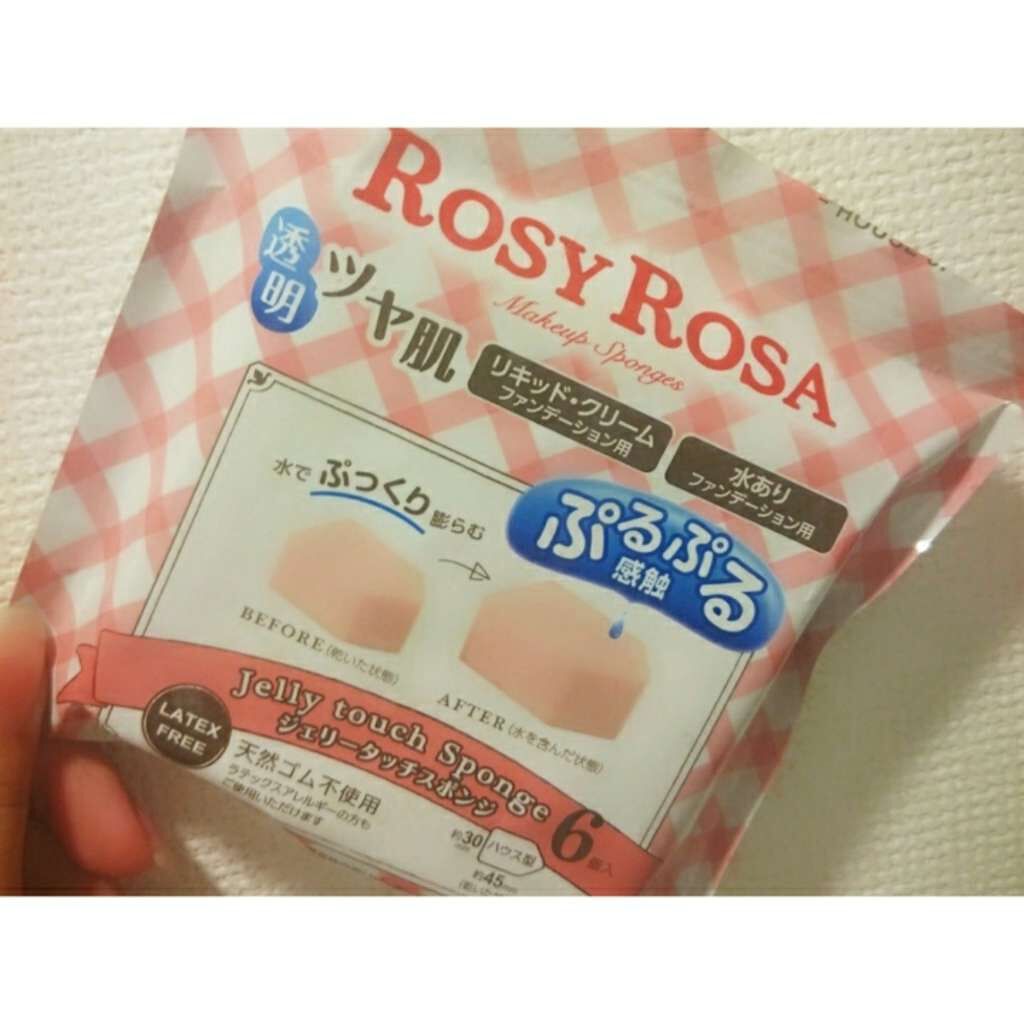 ROSY ROSA
Makeup Sponges
透明
ツヤ肌
リキッド・クリーム
ファンデーション用
水あり
ファンデーション用
水でぷっくり膨らむ
ぷるぷる
感触
BEFORE(乾いた状態)
AFTER(水を含んだ状態)
Jelly touch Sponge
ジェリータッチスポンジ
LATEX
FREE
天然ゴム不使用
ラテックスアレルギーの方も
ご使用いただけます
6個入
約30mm
ハウス型
約45mm